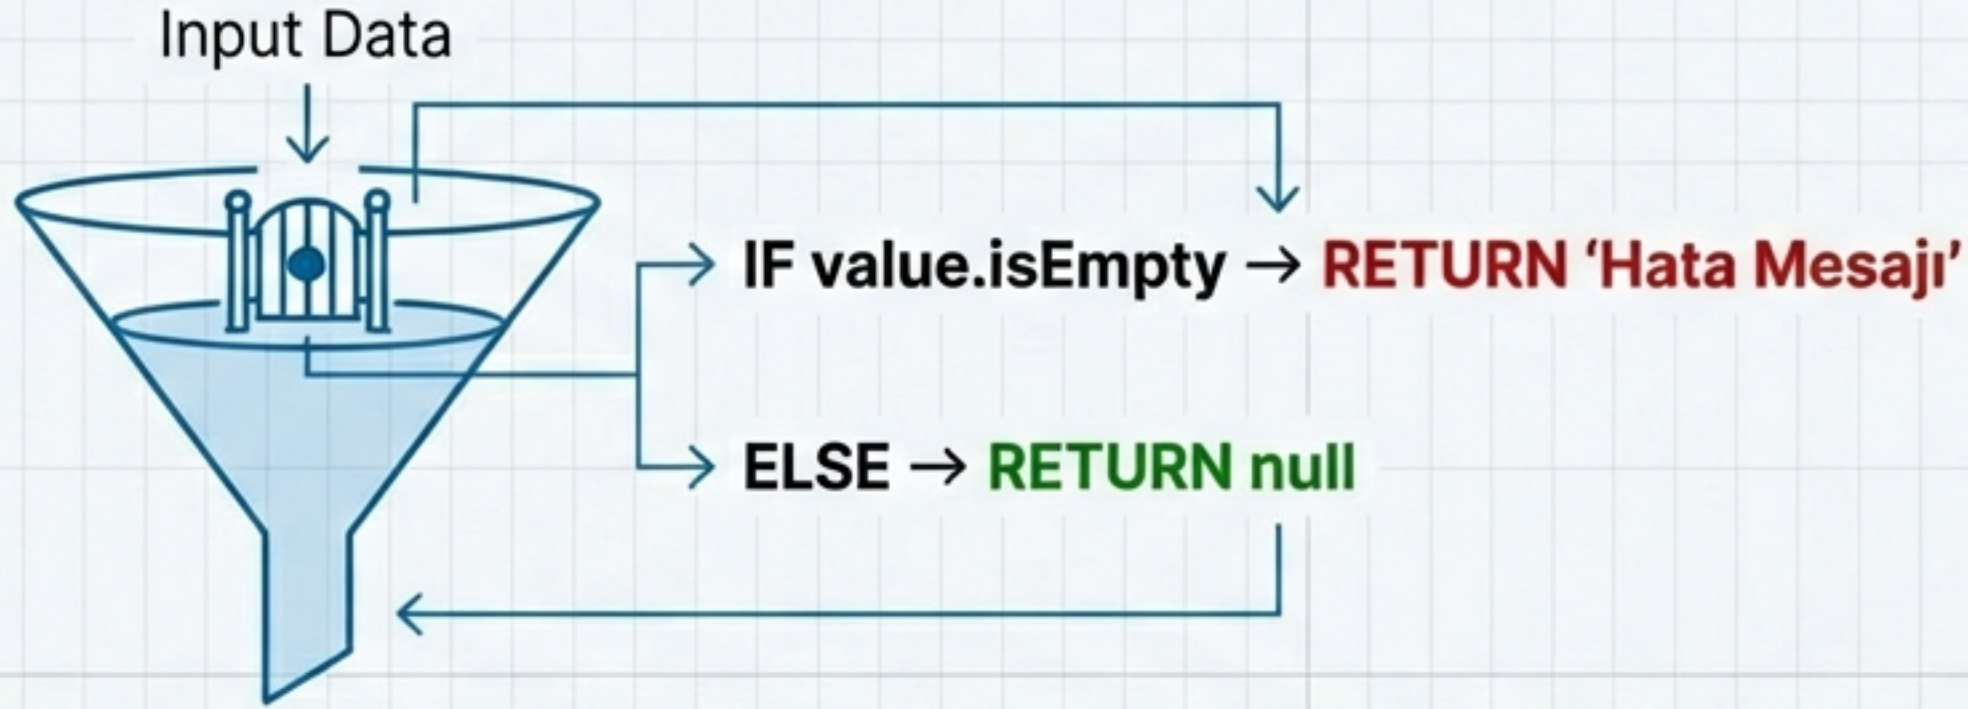 Input Data
IF value.isEmpty → RETURN ‘Hata Mesajı’
ELSE → RETURN null